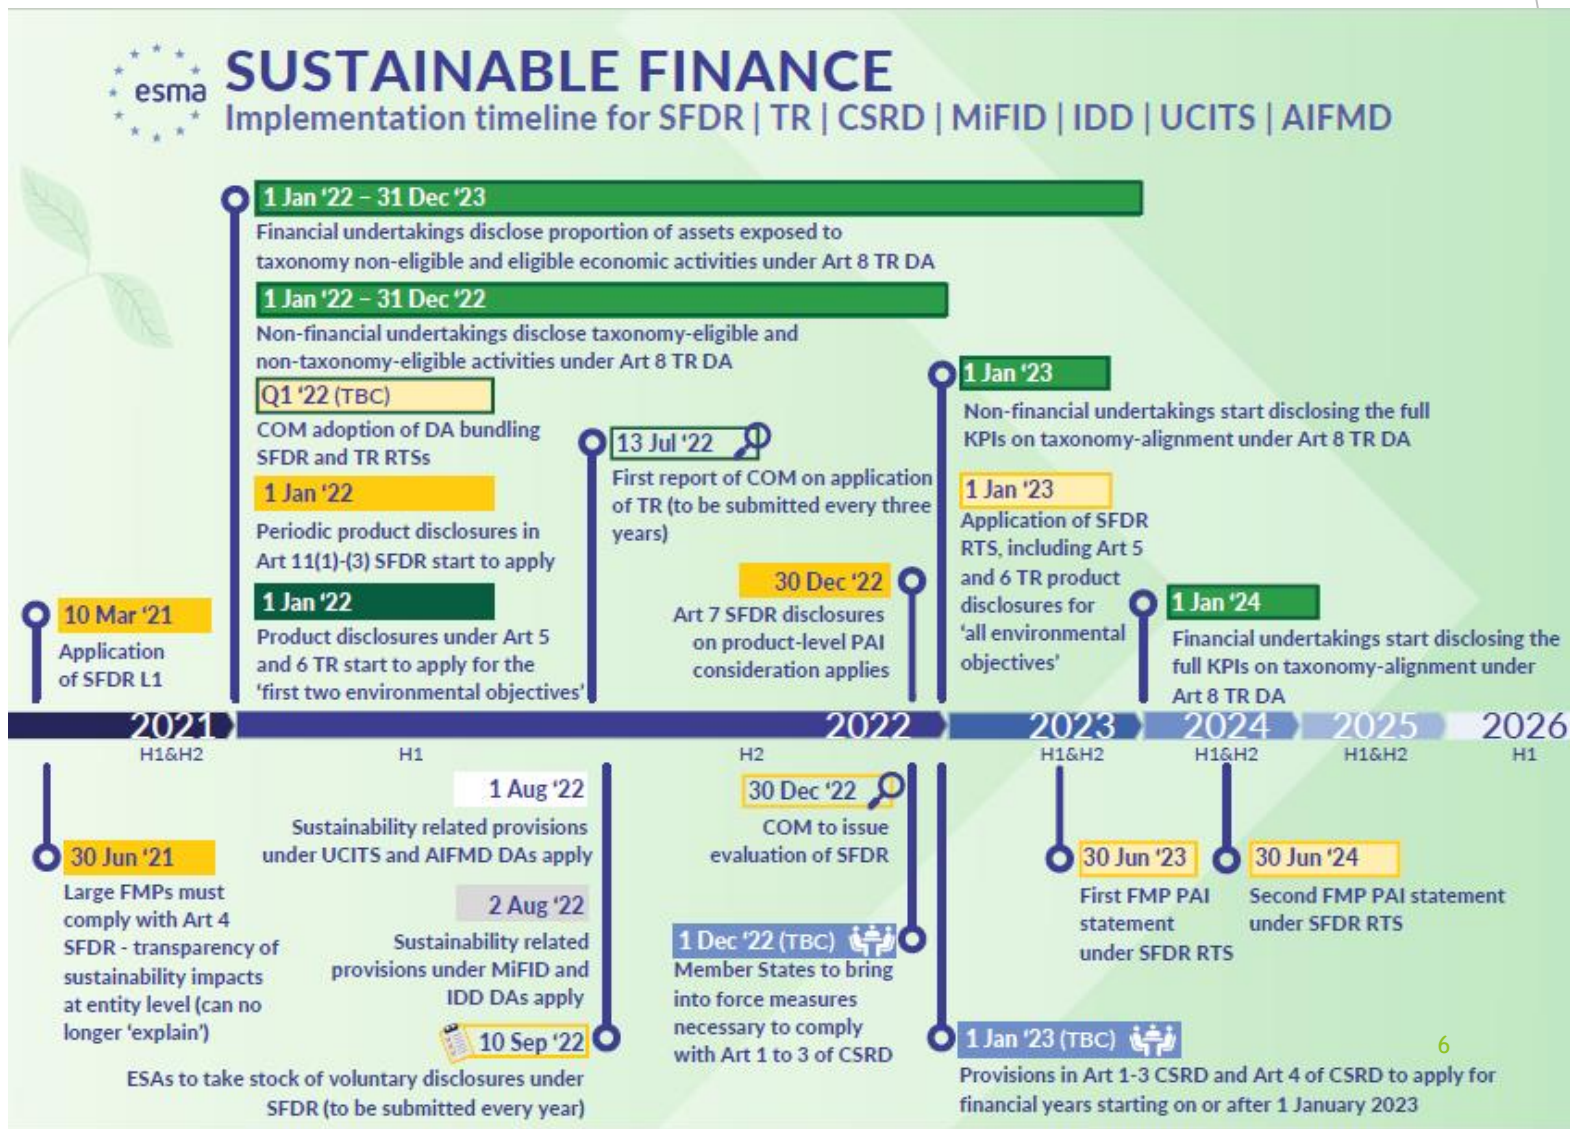 esma
SUSTAINABLE FINANCE
Implementation timeline for SFDR | TR | CSRD | MiFID | IDD | UCITS | AIFMD
1 Jan ‘22 – 31 Dec ‘23
Financial undertakings disclose proportion of assets exposed to
taxonomy non-eligible and eligible economic activities under Art 8 TR DA
1 Jan ‘22 – 31 Dec ‘22
Non-financial undertakings disclose taxonomy-eligible and
non-taxonomy-eligible activities under Art 8 TR DA
Q1 ‘22 (TBC)
COM adoption of DA bundling
SFDR and TR RTSs
1 Jan ‘22
Periodic product disclosures in
Art 11(1)-(3) SFDR start to apply
1 Jan ‘22
Product disclosures under Art 5
and 6 TR start to apply for the
‘first two environmental objectives’
10 Mar ‘21
Application
of SFDR L1
13 Jul ‘22
First report of COM on application
of TR (to be submitted every three
years)
30 Dec ‘22
Art 7 SFDR disclosures
on product-level PAI
consideration applies
1 Jan ‘23
Non-financial undertakings start disclosing the full
KPIs on taxonomy-alignment under Art 8 TR DA
1 Jan ‘23
Application of SFDR
RTS, including Art 5
and 6 TR product
disclosures for
‘all environmental
objectives’
1 Jan ‘24
Financial undertakings start disclosing the
full KPIs on taxonomy-alignment under
Art 8 TR DA
2021 2022 2023 2024 2025 2026
H1&H2 H1 H2 H1&H2 H1&H2 H1&H2 H1
30 Jun ‘21
Large FMPs must
comply with Art 4
SFDR - transparency of
sustainability impacts
at entity level (can no
longer ‘explain’)
1 Aug ‘22
Sustainability related provisions
under UCITS and AIFMD DAs apply
2 Aug ‘22
Sustainability related
provisions under MiFID and
IDD DAs apply
10 Sep ‘22
ESAs to take stock of voluntary disclosures under
SFDR (to be submitted every year)
30 Dec ‘22
COM to issue
evaluation of SFDR
1 Dec ‘22 (TBC)
Member States to bring
into force measures
necessary to comply
with Art 1 to 3 of CSRD
30 Jun ‘23
First FMP PAI
statement
under SFDR RTS
30 Jun ‘24
Second FMP PAI statement
under SFDR RTS
1 Jan ‘23 (TBC)
Provisions in Art 1-3 CSRD and Art 4 of CSRD to apply for
financial years starting on or after 1 January 2023
6